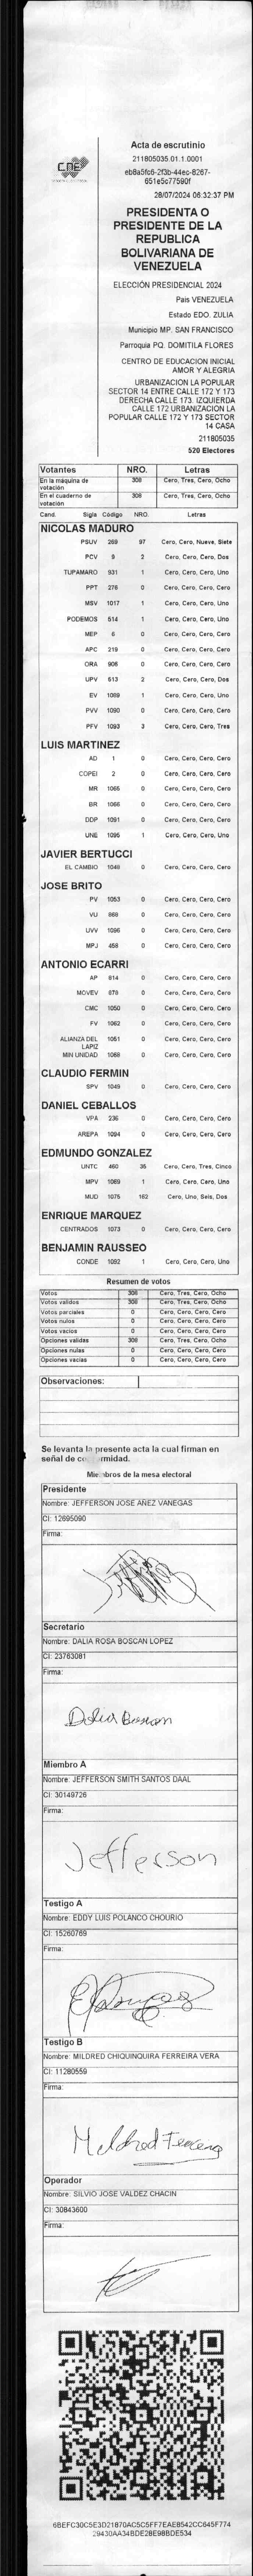 CNE
Acta de escrutinio
211805035.01.1.0001
eb8a5fc6-2f3b-44ec-8267-
651e5c77590f
28/07/2024 06:32:37 PM
PRESIDENTA O
PRESIDENTE DE LA
REPUBLICA
BOLIVARIANA DE
VENEZUELA
ELECCIÓN PRESIDENCIAL 2024
Pais VENEZUELA
Estado EDO. ZULIA
Municipio MP. SAN FRANCISCO
Parroquia PQ. DOMITILA FLORES
CENTRO DE EDUCACION INICIAL
AMOR Y ALEGRIA
URBANIZACION LA POPULAR
SECTOR 14 ENTRE CALLE 172 Y 173
DERECHA CALLE 173. IZQUIERDA
CALLE 172 URBANIZACION LA
POPULAR CALLE 172 Y 173 SECTOR
14 CASA
211805035
520 Electores
Votantes NRO. Letras
En la máquina de votación 308 Cero, Tres, Cero, Ocho
En el cuaderno de votación 308 Cero, Tres, Cero, Ocho
Cand. Sigla Código NRO. Letras
NICOLAS MADURO
PSUV 269 97 Cero, Cero, Nueve, Siete
PCV 9 2 Cero, Cero, Cero, Dos
TUPAMARO 931 1 Cero, Cero, Cero, Uno
PPT 276 0 Cero, Cero, Cero, Cero
MSV 1017 1 Cero, Cero, Cero, Uno
PODEMOS 514 1 Cero, Cero, Cero, Uno
MEP 6 0 Cero, Cero, Cero, Cero
APC 219 0 Cero, Cero, Cero, Cero
ORA 906 0 Cero, Cero, Cero, Cero
UPV 613 2 Cero, Cero, Cero, Dos
EV 1089 1 Cero, Cero, Cero, Uno
PVV 1090 0 Cero, Cero, Cero, Cero
PFV 1093 3 Cero, Cero, Cero, Tres
LUIS MARTINEZ
AD 1 0 Cero, Cero, Cero, Cero
COPEI 2 0 Cero, Cero, Cero, Cero
MR 1065 0 Cero, Cero, Cero, Cero
BR 1066 0 Cero, Cero, Cero, Cero
DDP 1091 0 Cero, Cero, Cero, Cero
UNE 1095 1 Cero, Cero, Cero, Uno
JAVIER BERTUCCI
EL CAMBIO 1048 0 Cero, Cero, Cero, Cero
JOSE BRITO
PV 1053 0 Cero, Cero, Cero, Cero
VU 868 0 Cero, Cero, Cero, Cero
UVV 1096 0 Cero, Cero, Cero, Cero
MPJ 458 0 Cero, Cero, Cero, Cero
ANTONIO ECARRI
AP 814 0 Cero, Cero, Cero, Cero
MOVEV 879 0 Cero, Cero, Cero, Cero
CMC 1050 0 Cero, Cero, Cero, Cero
FV 1062 0 Cero, Cero, Cero, Cero
ALIANZA DEL LAPIZ 1051 0 Cero, Cero, Cero, Cero
MIN UNIDAD 1068 0 Cero, Cero, Cero, Cero
CLAUDIO FERMIN
SPV 1049 0 Cero, Cero, Cero, Cero
DANIEL CEBALLOS
VPA 236 0 Cero, Cero, Cero, Cero
AREPA 1094 0 Cero, Cero, Cero, Cero
EDMUNDO GONZALEZ
UNTC 460 35 Cero, Cero, Tres, Cinco
MPV 1069 1 Cero, Cero, Cero, Uno
MUD 1075 162 Cero, Uno, Seis, Dos
ENRIQUE MARQUEZ
CENTRADOS 1073 0 Cero, Cero, Cero, Cero
BENJAMIN RAUSSEO
CONDE 1092 1 Cero, Cero, Cero, Uno
Resumen de votos
Votos 308 Cero, Tres, Cero, Ocho
Votos validos 308 Cero, Tres, Cero, Ocho
Votos parciales 0 Cero, Cero, Cero, Cero
Votos nulos 0 Cero, Cero, Cero, Cero
Votos vacios 0 Cero, Cero, Cero, Cero
Opciones validas 308 Cero, Tres, Cero, Ocho
Opciones nulas 0 Cero, Cero, Cero, Cero
Opciones vacias 0 Cero, Cero, Cero, Cero
Observaciones:
Se levanta la presente acta la cual firman en
señal de
Miembros de la mesa electoral
Presidente
Nombre: JEFFERSON JOSE AÑEZ VANEGAS
CI: 12695090
Firma:
Secretario
Nombre: DALIA ROSA BOSCAN LOPEZ
CI: 23763081
Firma:
Dalia Boscan
Miembro A
Nombre: JEFFERSON SMITH SANTOS DAAL
CI: 30149726
Firma:
Jefferson
Testigo A
Nombre: EDDY LUIS POLANCO CHOURIO
CI: 15260769
Firma:
Testigo B
Nombre: MILDRED CHIQUINQUIRA FERREIRA VERA
CI: 11280559
Firma:
Mildred Ferreira
Operador
Nombre: SILVIO JOSE VALDEZ CHACIN
CI: 30843600
Firma:
6BEFC30C5E3D21870AC5C5FF7EAE8542CC645F774
29430AA34BDE28E98BDE534